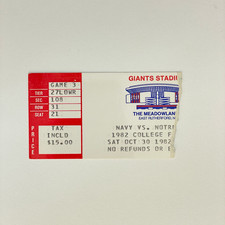 GIANTS STADI
THE MEADOWLAN
EAST RUTHERFORD, N
GAME 3
27LOWR
SEC 108
ROW 31
SEAT 21
PRICE
TAX
INCLD
$15.00
NAVY VS. NOTR
1982 COLLEGE F
SAT OCT 30 1982
NO REFUNDS OR E